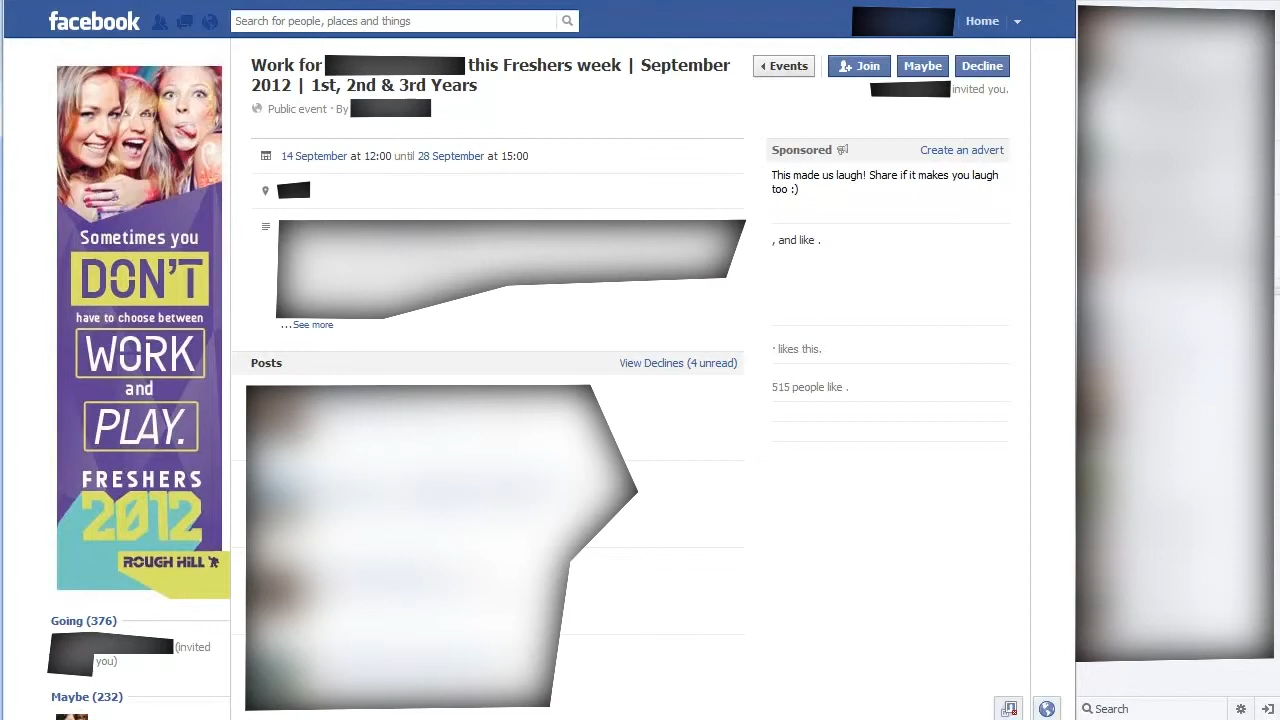 facebook
Search for people, places and things
Home
Sometimes you
DON'T
have to choose between
WORK
and
PLAY.
FRESHERS
2012
ROUGH HILL
Going (376)
(invited
you)
Maybe (232)
Work for this Freshers week | September
2012 | 1st, 2nd & 3rd Years
Public event · By
Events
Join
Maybe
Decline
invited you.
14 September at 12:00 until 28 September at 15:00
...See more
Posts
View Declines (4 unread)
Sponsored
Create an advert
This made us laugh! Share if it makes you laugh
too :)
, and like .
· likes this.
515 people like .
Search